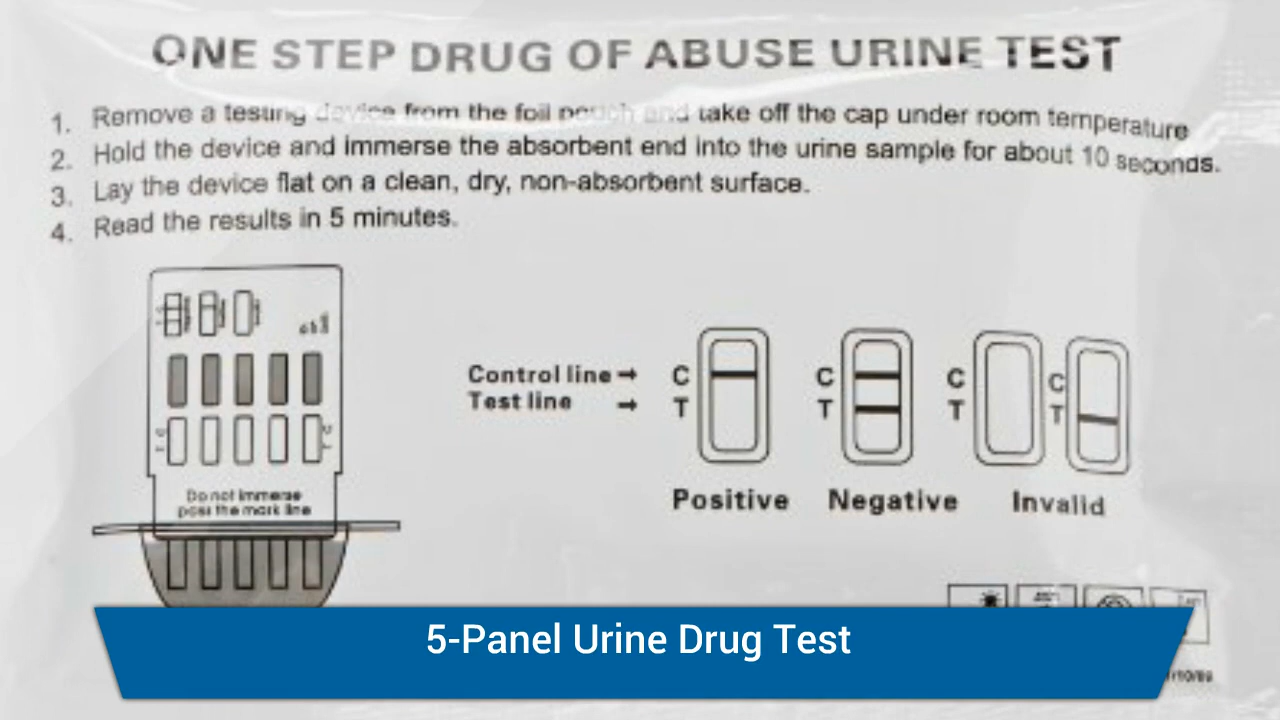 ONE STEP DRUG OF ABUSE URINE TEST
1. Remove a testing device from the foil pouch and take off the cap under room temperature
2. Hold the device and immerse the absorbent end into the urine sample for about 10 seconds.
3. Lay the device flat on a clean, dry, non-absorbent surface.
4. Read the results in 5 minutes.
Control line → C C C C
Test line → T T T T
Do not immerse
pass the mark line
Positive Negative Invalid
5-Panel Urine Drug Test